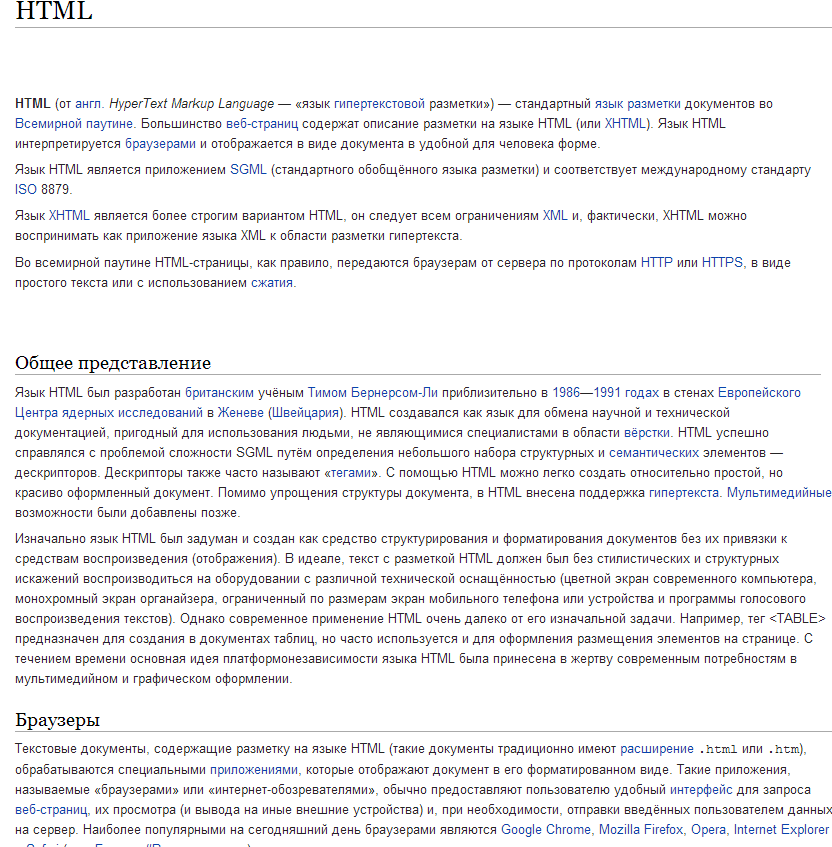 HTML
HTML (от англ. HyperText Markup Language — «язык гипертекстовой разметки») — стандартный язык разметки документов во
Всемирной паутине. Большинство веб-страниц содержат описание разметки на языке HTML (или XHTML). Язык HTML
интерпретируется браузерами и отображается в виде документа в удобной для человека форме.
Язык HTML является приложением SGML (стандартного обобщённого языка разметки) и соответствует международному стандарту
ISO 8879.
Язык XHTML является более строгим вариантом HTML, он следует всем ограничениям XML и, фактически, XHTML можно
воспринимать как приложение языка XML к области разметки гипертекста.
Во всемирной паутине HTML-страницы, как правило, передаются браузерам от сервера по протоколам HTTP или HTTPS, в виде
простого текста или с использованием сжатия.
Общее представление
Язык HTML был разработан британским учёным Тимом Бернерсом-Ли приблизительно в 1986—1991 годах в стенах Европейского
Центра ядерных исследований в Женеве (Швейцария). HTML создавался как язык для обмена научной и технической
документацией, пригодный для использования людьми, не являющимися специалистами в области вёрстки. HTML успешно
справлялся с проблемой сложности SGML путём определения небольшого набора структурных и семантических элементов —
дескрипторов. Дескрипторы также часто называют «тегами». С помощью HTML можно легко создать относительно простой, но
красиво оформленный документ. Помимо упрощения структуры документа, в HTML внесена поддержка гипертекста. Мультимедийные
возможности были добавлены позже.
Изначально язык HTML был задуман и создан как средство структурирования и форматирования документов без их привязки к
средствам воспроизведения (отображения). В идеале, текст с разметкой HTML должен был без стилистических и структурных
искажений воспроизводиться на оборудовании с различной технической оснащённостью (цветной экран современного компьютера,
монохромный экран органайзера, ограниченный по размерам экран мобильного телефона или устройства и программы голосового
воспроизведения текстов). Однако современное применение HTML очень далеко от его изначальной задачи. Например, тег <TABLE>
предназначен для создания в документах таблиц, но часто используется и для оформления размещения элементов на странице. С
течением времени основная идея платформонезависимости языка HTML была принесена в жертву современным потребностям в
мультимедийном и графическом оформлении.
Браузеры
Текстовые документы, содержащие разметку на языке HTML (такие документы традиционно имеют расширение .html или .htm),
обрабатываются специальными приложениями, которые отображают документ в его форматированном виде. Такие приложения,
называемые «браузерами» или «интернет-обозревателями», обычно предоставляют пользователю удобный интерфейс для запроса
веб-страниц, их просмотра (и вывода на иные внешние устройства) и, при необходимости, отправки введённых пользователем данных
на сервер. Наиболее популярными на сегодняшний день браузерами являются Google Chrome, Mozilla Firefox, Opera, Internet Explorer